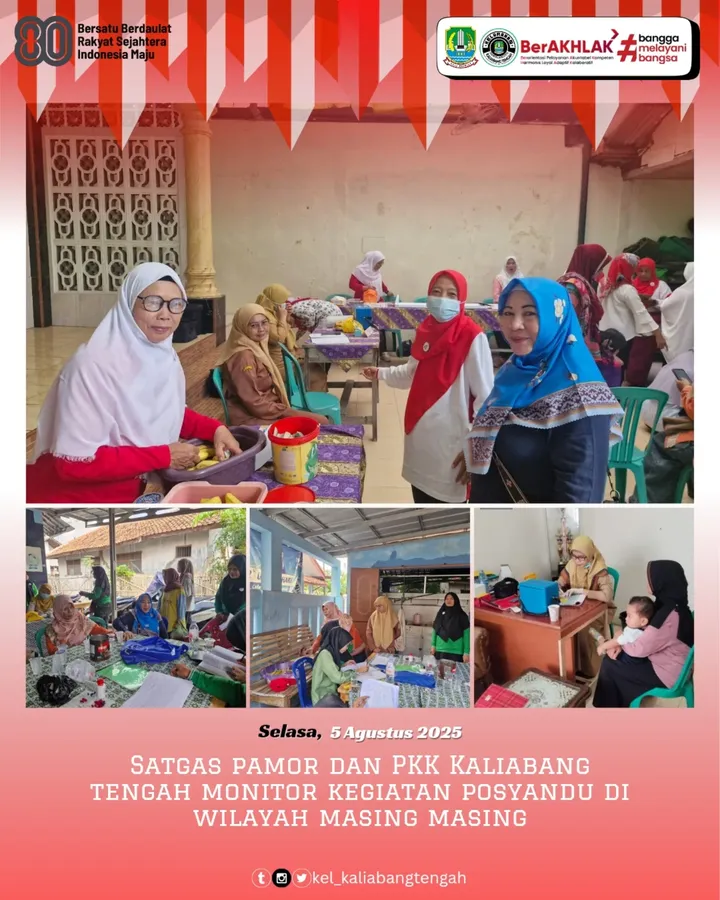 80
Bersatu Berdaulat
Rakyat Sejahtera
Indonesia Maju
BerAKHLAK
# bangga
melayani
bangsa
Selasa, 5 Agustus 2025
Satgas pamor dan PKK Kaliabang
tengah monitor kegiatan posyandu di
wilayah masing masing
kel_kaliabangtengah